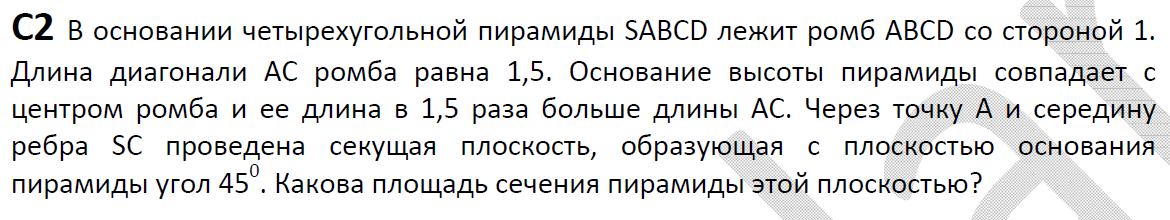 С2 В основании четырехугольной пирамиды SABCD лежит ромб ABCD со стороной 1.
Длина диагонали АС ромба равна 1,5. Основание высоты пирамиды совпадает с
центром ромба и ее длина в 1,5 раза больше длины АС. Через точку А и середину
ребра SC проведена секущая плоскость, образующая с плоскостью основания
пирамиды угол 45⁰. Какова площадь сечения пирамиды этой плоскостью?